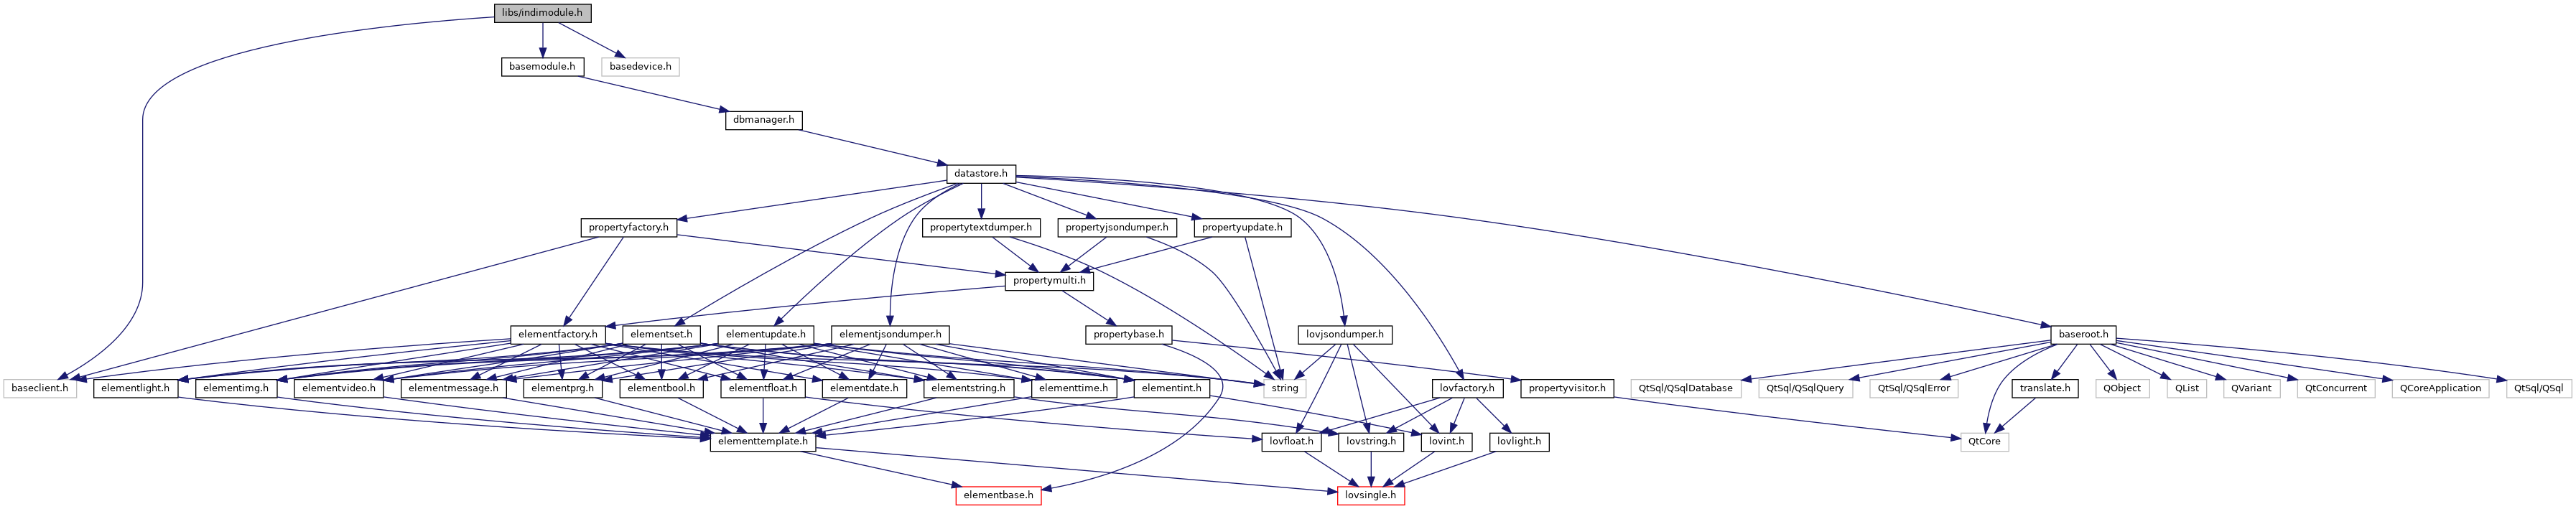 libs/indimodule.h
basemodule.h
basedevice.h
dbmanager.h
datastore.h
propertyfactory.h
propertytextdumper.h
propertyjsondumper.h
propertyupdate.h
propertymulti.h
elementfactory.h
elementset.h
elementupdate.h
elementjsondumper.h
propertybase.h
lovjsondumper.h
baseroot.h
baseclient.h
elementlight.h
elementimg.h
elementvideo.h
elementmessage.h
elementprg.h
elementbool.h
elementfloat.h
elementdate.h
elementstring.h
elementtime.h
elementint.h
string
lovfactory.h
propertyvisitor.h
QtSql/QSqlDatabase
QtSql/QSqlQuery
QtSql/QSqlError
translate.h
QObject
QList
QVariant
QtConcurrent
QCoreApplication
QtSql/QSql
elementtemplate.h
lovfloat.h
lovstring.h
lovint.h
lovlight.h
QtCore
elementbase.h
lovsingle.h